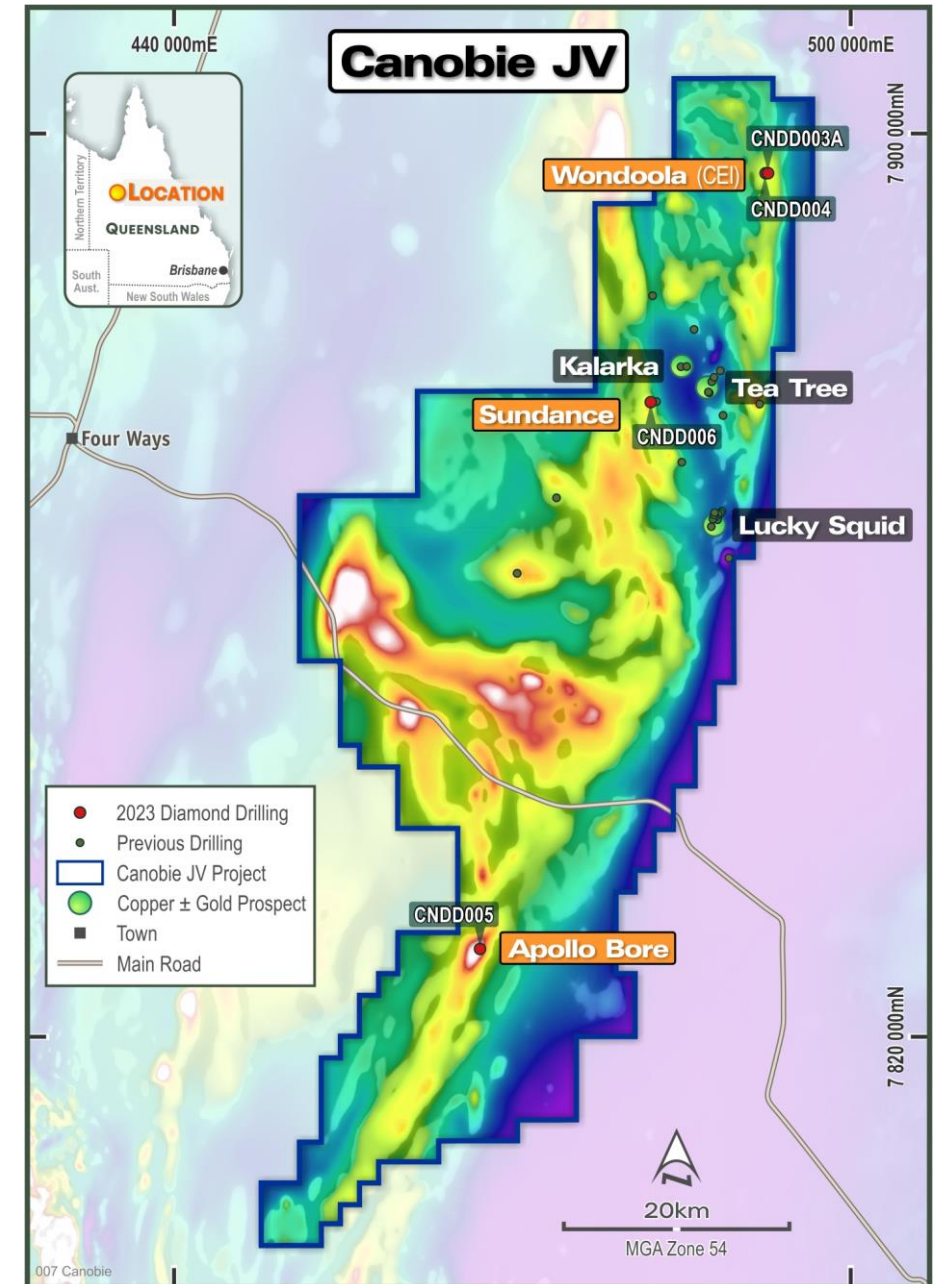 440 000mE
500 000mE
Canobie JV
7 900 000mN
Northern Territory
LOCATION
QUEENSLAND
Brisbane
South
Aust.
New South Wales
CNDD003A
Wondoola (CEI)
CNDD004
Kalarka
Tea Tree
Sundance
CNDD006
Four Ways
Lucky Squid
2023 Diamond Drilling
Previous Drilling
Canobie JV Project
Copper ± Gold Prospect
Town
Main Road
CNDD005
Apollo Bore
7 820 000mN
N
20km
MGA Zone 54
007 Canobie